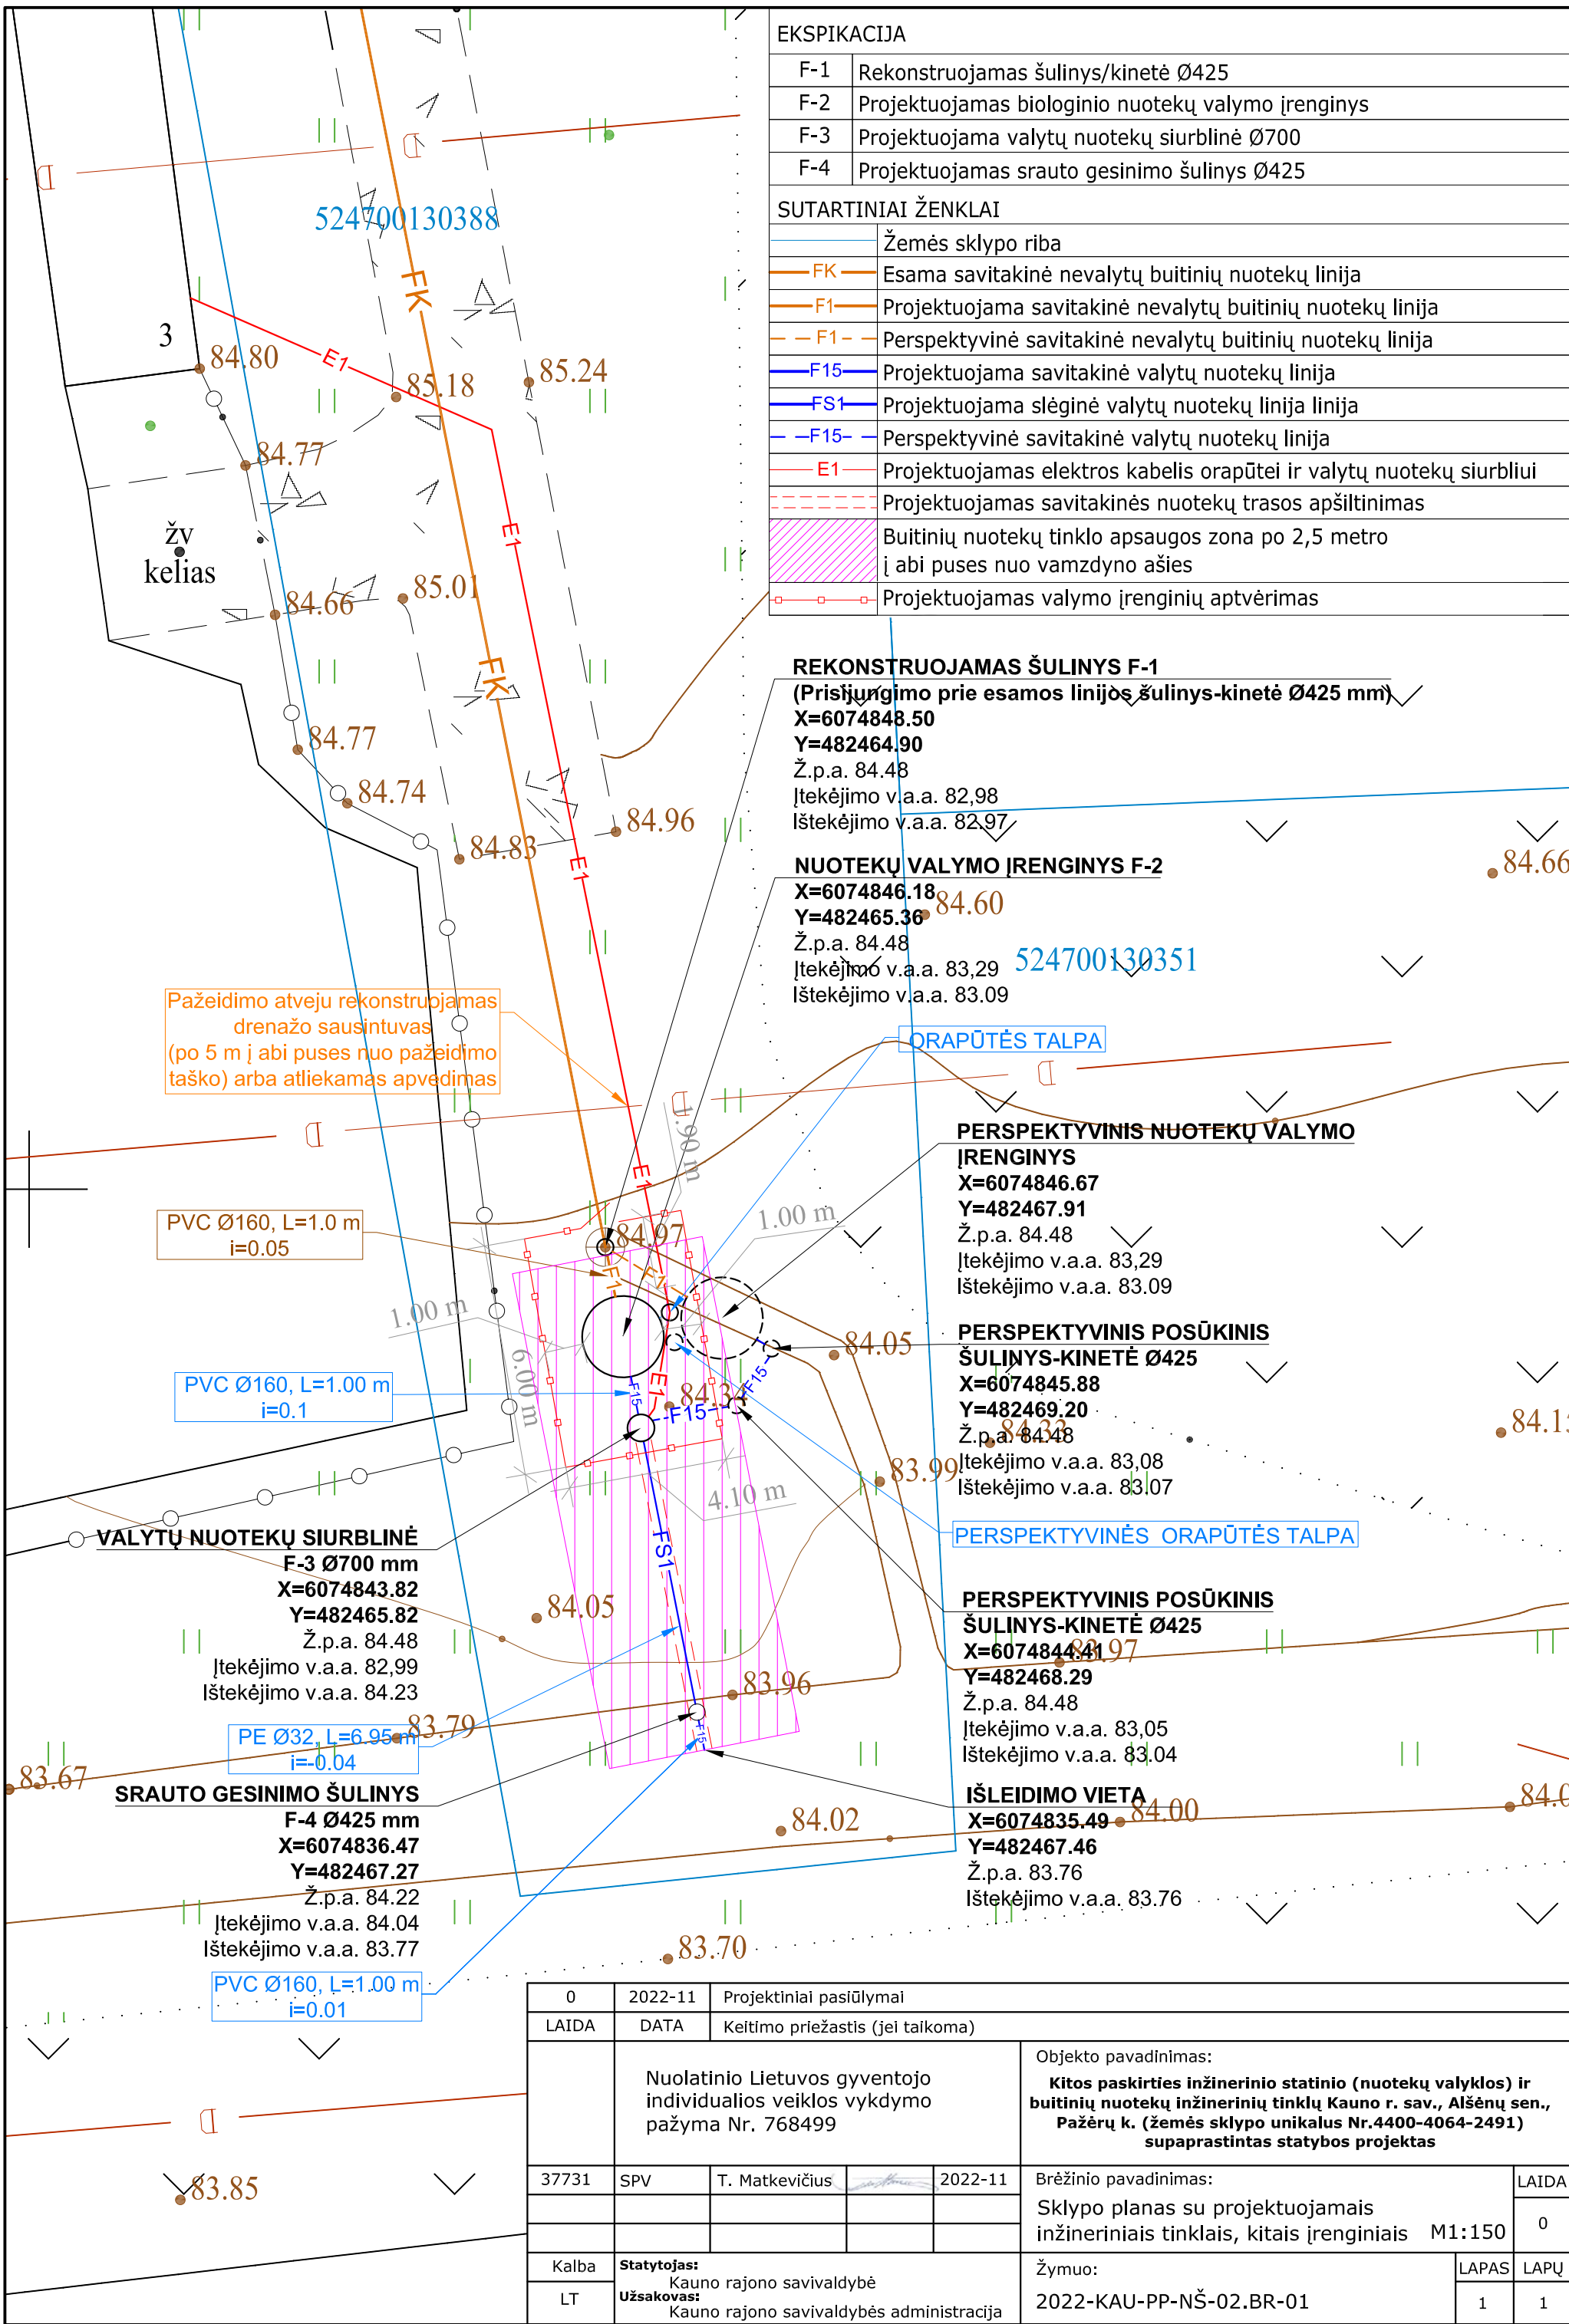 EKSPIKACIJA
F-1 Rekonstruojamas šulinys/kinetė Ø425
F-2 Projektuojamas biologinio nuotekų valymo įrenginys
F-3 Projektuojama valytų nuotekų siurblinė Ø700
F-4 Projektuojamas srauto gesinimo šulinys Ø425
SUTARTINIAI ŽENKLAI
Žemės sklypo riba
FK Esama savitakinė nevalytų buitinių nuotekų linija
F1 Projektuojama savitakinė nevalytų buitinių nuotekų linija
F1 Perspektyvinė savitakinė nevalytų buitinių nuotekų linija
F15 Projektuojama savitakinė valytų nuotekų linija
FS1 Projektuojama slėginė valytų nuotekų linija linija
F15 Perspektyvinė savitakinė valytų nuotekų linija
E1 Projektuojamas elektros kabelis orapūtei ir valytų nuotekų siurbliui
Projektuojamas savitakinės nuotekų trasos apšiltinimas
Buitinių nuotekų tinklo apsaugos zona po 2,5 metro
į abi puses nuo vamzdyno ašies
Projektuojamas valymo įrenginių aptvėrimas
D
D
524700130388
FK
3
84.80
E1
85.18
85.24
84.77
E1
žv
kelias
84.66
85.01
FK
84.77
84.74
84.83
84.96
E1
REKONSTRUOJAMAS ŠULINYS F-1
(Prisijungimo prie esamos linijos šulinys-kinetė Ø425 mm)
X=6074848.50
Y=482464.90
Ž.p.a. 84.48
Įtekėjimo v.a.a. 82,98
Ištekėjimo v.a.a. 82.97
NUOTEKŲ VALYMO ĮRENGINYS F-2
X=6074846.18
Y=482465.36
Ž.p.a. 84.48
Įtekėjimo v.a.a. 83,29
Ištekėjimo v.a.a. 83.09
84.60
84.66
524700130351
Pažeidimo atveju rekonstruojamas
drenažo sausintuvas
(po 5 m į abi puses nuo pažeidimo
taško) arba atliekamas apvedimas
ORAPŪTĖS TALPA
D
D
D
1.90 m
E1
PERSPEKTYVINIS NUOTEKŲ VALYMO
ĮRENGINYS
X=6074846.67
Y=482467.91
Ž.p.a. 84.48
Įtekėjimo v.a.a. 83,29
Ištekėjimo v.a.a. 83.09
PVC Ø160, L=1.0 m
i=0.05
84.97
1.00 m
F1
F1
1.00 m
6.00 m
84.05
PERSPEKTYVINIS POSŪKINIS
ŠULINYS-KINETĖ Ø425
X=6074845.88
Y=482469.20
Ž.p.a. 84.48
Įtekėjimo v.a.a. 83,08
Ištekėjimo v.a.a. 83.07
84.33
84.15
PVC Ø160, L=1.00 m
i=0.1
F15
E1
84.34
F15
F15
83.99
4.10 m
PERSPEKTYVINĖS ORAPŪTĖS TALPA
VALYTŲ NUOTEKŲ SIURBLINĖ
F-3 Ø700 mm
X=6074843.82
Y=482465.82
Ž.p.a. 84.48
Įtekėjimo v.a.a. 82,99
Ištekėjimo v.a.a. 84.23
FS1
84.05
PERSPEKTYVINIS POSŪKINIS
ŠULINYS-KINETĖ Ø425
X=6074844.41
Y=482468.29
Ž.p.a. 84.48
Įtekėjimo v.a.a. 83,05
Ištekėjimo v.a.a. 83.04
83.97
83.96
PE Ø32, L=6.95 m
i=-0.04
83.79
83.67
F15
SRAUTO GESINIMO ŠULINYS
F-4 Ø425 mm
X=6074836.47
Y=482467.27
Ž.p.a. 84.22
Įtekėjimo v.a.a. 84.04
Ištekėjimo v.a.a. 83.77
IŠLEIDIMO VIETA
X=6074835.49
Y=482467.46
Ž.p.a. 83.76
Ištekėjimo v.a.a. 83.76
84.02
84.00
83.70
PVC Ø160, L=1.00 m
i=0.01
D
83.85
0 2022-11 Projektiniai pasiūlymai
LAIDA DATA Keitimo priežastis (jei taikoma)
Nuolatinio Lietuvos gyventojo
individualios veiklos vykdymo
pažyma Nr. 768499
Objekto pavadinimas:
Kitos paskirties inžinerinio statinio (nuotekų valyklos) ir
buitinių nuotekų inžinerinių tinklų Kauno r. sav., Alšėnų sen.,
Pažėrų k. (žemės sklypo unikalus Nr.4400-4064-2491)
supaprastintas statybos projektas
37731 SPV T. Matkevičius 2022-11
Brėžinio pavadinimas:
Sklypo planas su projektuojamais
inžineriniais tinklais, kitais įrenginiais M1:150
LAIDA
0
Kalba
LT
Statytojas:
Kauno rajono savivaldybė
Užsakovas:
Kauno rajono savivaldybės administracija
Žymuo:
2022-KAU-PP-NŠ-02.BR-01
LAPAS LAPŲ
1 1